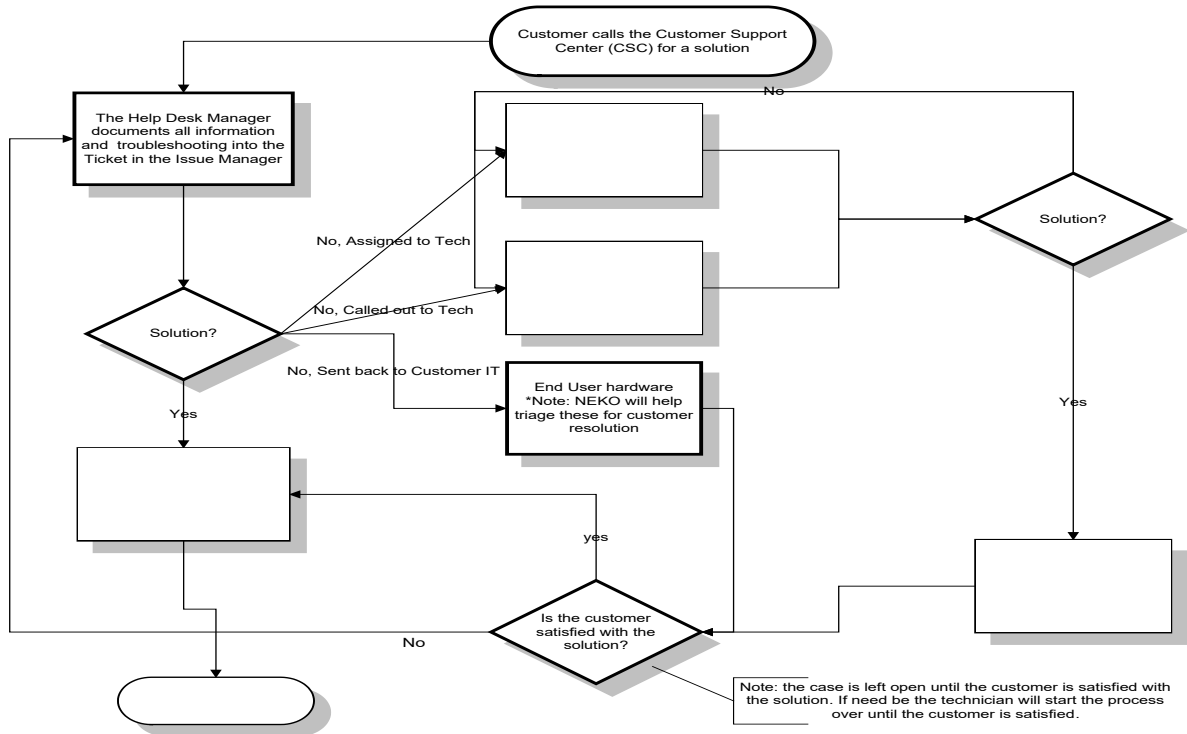 Customer calls the Customer Support
Center (CSC) for a solution
No
The Help Desk Manager
documents all information
and troubleshooting into the
Ticket in the Issue Manager
Solution?
No, Assigned to Tech
No, Called out to Tech
Solution?
No, Sent back to Customer IT
End User hardware
*Note: NEKO will help
triage these for customer
resolution
Yes
Yes
yes
Is the customer
satisfied with the
solution?
No
Note: the case is left open until the customer is satisfied with
the solution. If need be the technician will start the process
over until the customer is satisfied.